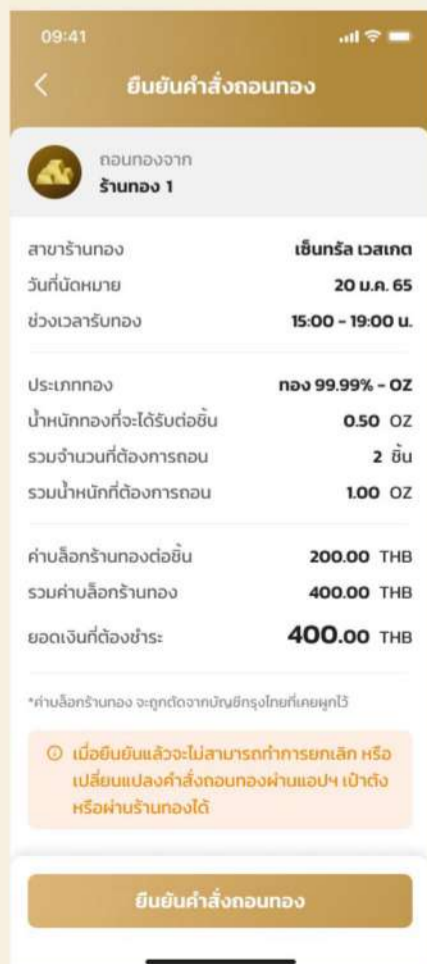 09:41
ยืนยันคำสั่งถอนทอง
ถอนทองจาก
ร้านทอง 1
สาขาร้านทอง เซ็นทรัล เวสเกต
วันที่นัดหมาย 20 ม.ค. 65
ช่วงเวลารับทอง 15:00 - 19:00 น.
ประเภททอง ทอง 99.99% - OZ
น้ำหนักทองที่จะได้รับต่อชิ้น 0.50 OZ
รวมจำนวนที่ต้องการถอน 2 ชิ้น
รวมน้ำหนักที่ต้องการถอน 1.00 OZ
ค่าบล็อกร้านทองต่อชิ้น 200.00 THB
รวมค่าบล็อกร้านทอง 400.00 THB
ยอดเงินที่ต้องชำระ 400.00 THB
*ค่าบล็อกร้านทอง จะถูกตัดจากบัญชีกรุงไทยที่เคยผูกไว้
เมื่อยืนยันแล้วจะไม่สามารถทำการยกเลิก หรือ
เปลี่ยนแปลงคำสั่งถอนทองผ่านแอปฯ เป๋าตัง
หรือผ่านร้านทองได้
ยืนยันคำสั่งถอนทอง